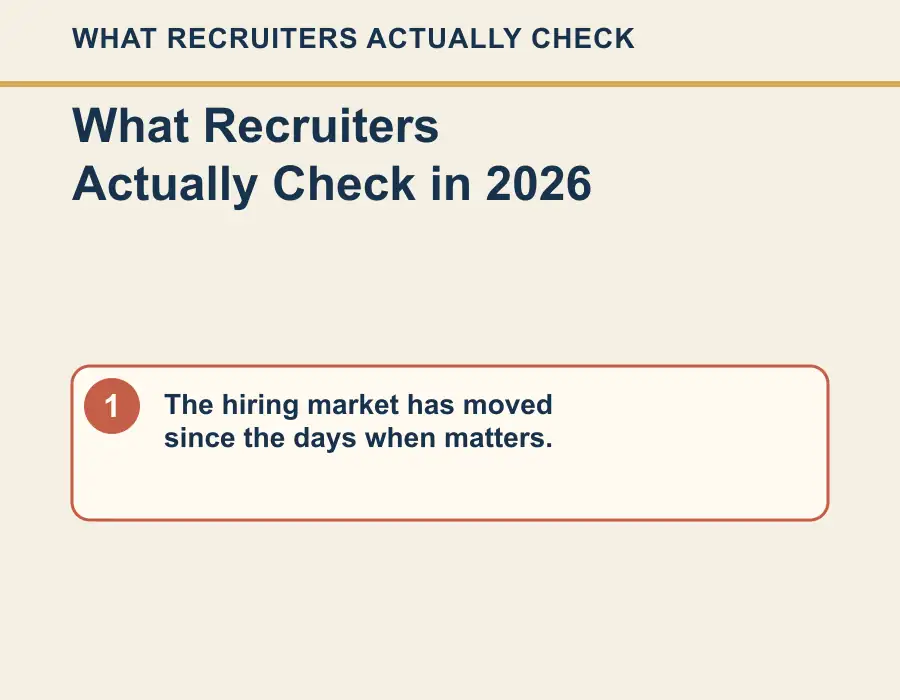 WHAT RECRUITERS ACTUALLY CHECK
What Recruiters
Actually Check in 2026
1
The hiring market has moved
since the days when matters.